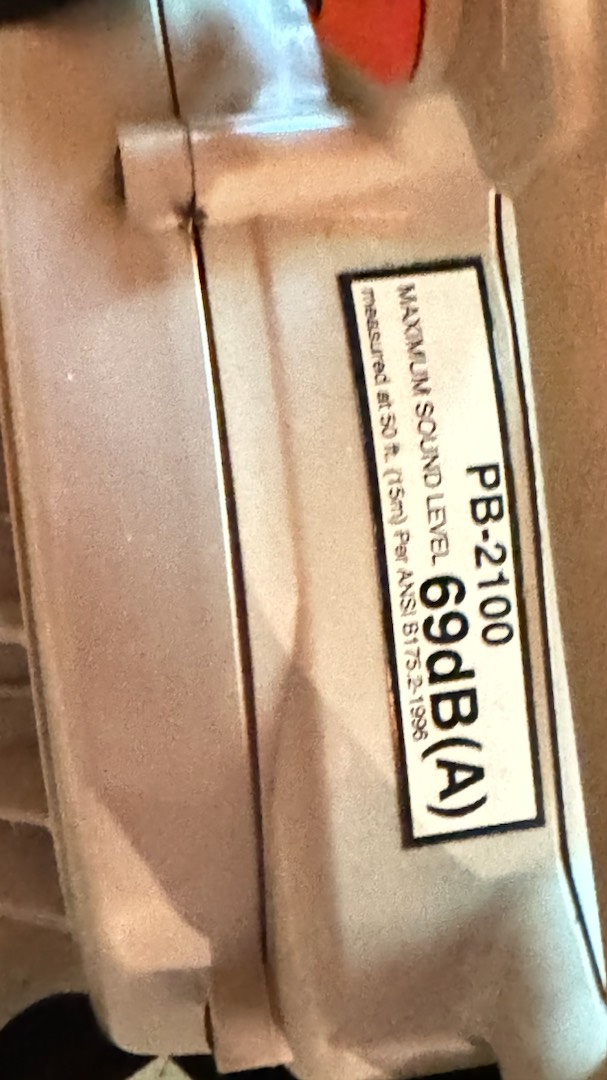 PB-2100
MAXIMUM SOUND LEVEL 69dB(A)
measured at 50 ft. (15m) Per ANSI B175.2-1996